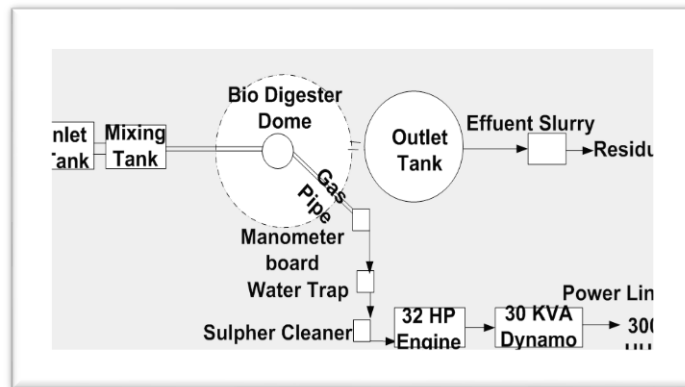 Bio Digester
Dome
nlet
Tank
Mixing
Tank
Outlet
Tank
Effuent Slurry
Residu
Gas
Pipe
Manometer
board
Water Trap
Sulpher Cleaner
32 HP
Engine
30 KVA
Dynamo
Power Lin
300